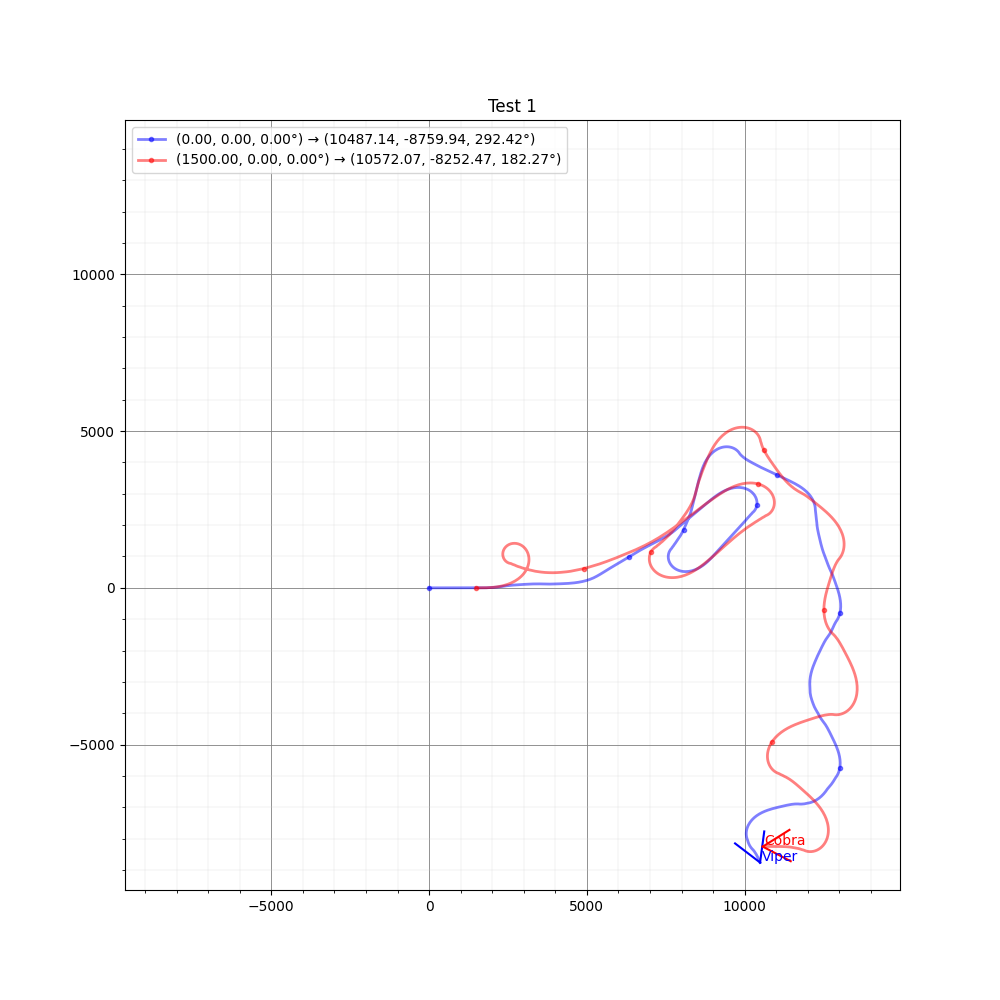 Test 1
(0.00, 0.00, 0.00°) → (10487.14, -8759.94, 292.42°)
(1500.00, 0.00, 0.00°) → (10572.07, -8252.47, 182.27°)
10000
5000
0
−5000
Cobra
Viper
−5000
0
5000
10000